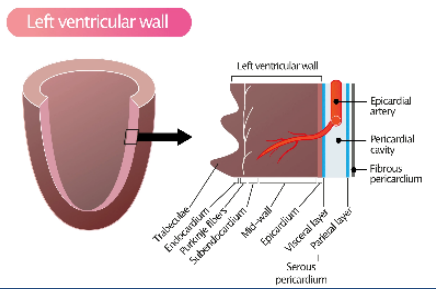 Left ventricular wall
Left ventricular wall
Epicardial
artery
Pericardial
cavity
Fibrous
pericardium
Trabeculae
Endocardium
Purkinje fibers
Subendocardium
Mid-wall
Epicardium
Visceral layer
Parietal layer
Serous
pericardium